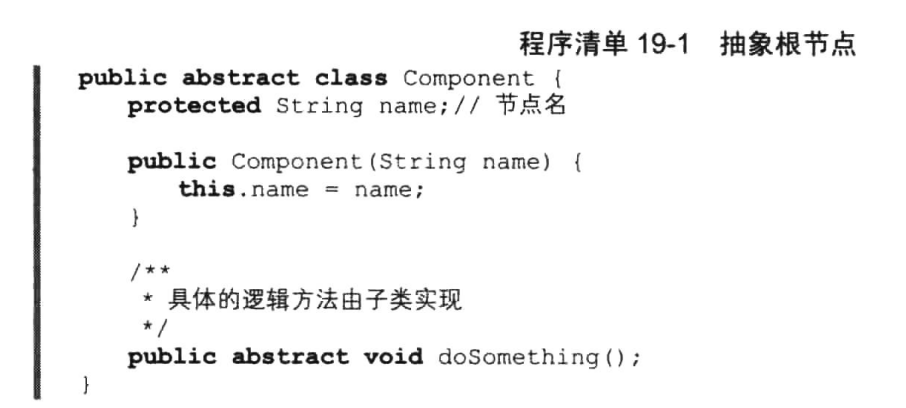 程序清单 19-1 抽象根节点
public abstract class Component {
protected String name;// 节点名
public Component(String name) {
this.name = name;
}
/**
* 具体的逻辑方法由子类实现
*/
public abstract void doSomething();
}